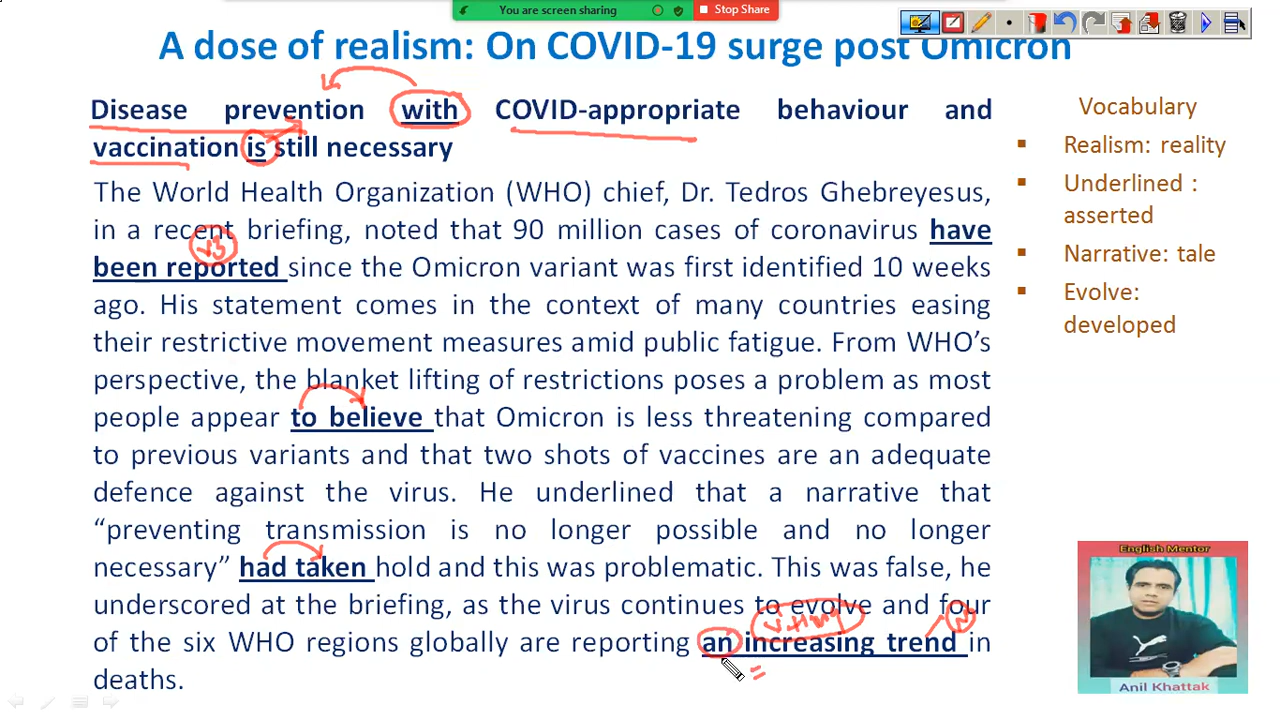 You are screen sharing
Stop Share
A dose of realism: On COVID-19 surge post Omicron
Disease prevention with COVID-appropriate behaviour and
vaccination is still necessary
The World Health Organization (WHO) chief, Dr. Tedros Ghebreyesus,
in a recent briefing, noted that 90 million cases of coronavirus have
been reported since the Omicron variant was first identified 10 weeks
ago. His statement comes in the context of many countries easing
their restrictive movement measures amid public fatigue. From WHO’s
perspective, the blanket lifting of restrictions poses a problem as most
people appear to believe that Omicron is less threatening compared
to previous variants and that two shots of vaccines are an adequate
defence against the virus. He underlined that a narrative that
“preventing transmission is no longer possible and no longer
necessary” had taken hold and this was problematic. This was false, he
underscored at the briefing, as the virus continues to evolve and four
of the six WHO regions globally are reporting an increasing trend in
deaths.
V3
V+ing
N
Vocabulary
Realism: reality
Underlined :
asserted
Narrative: tale
Evolve:
developed
English Mentor
Anil Khattak